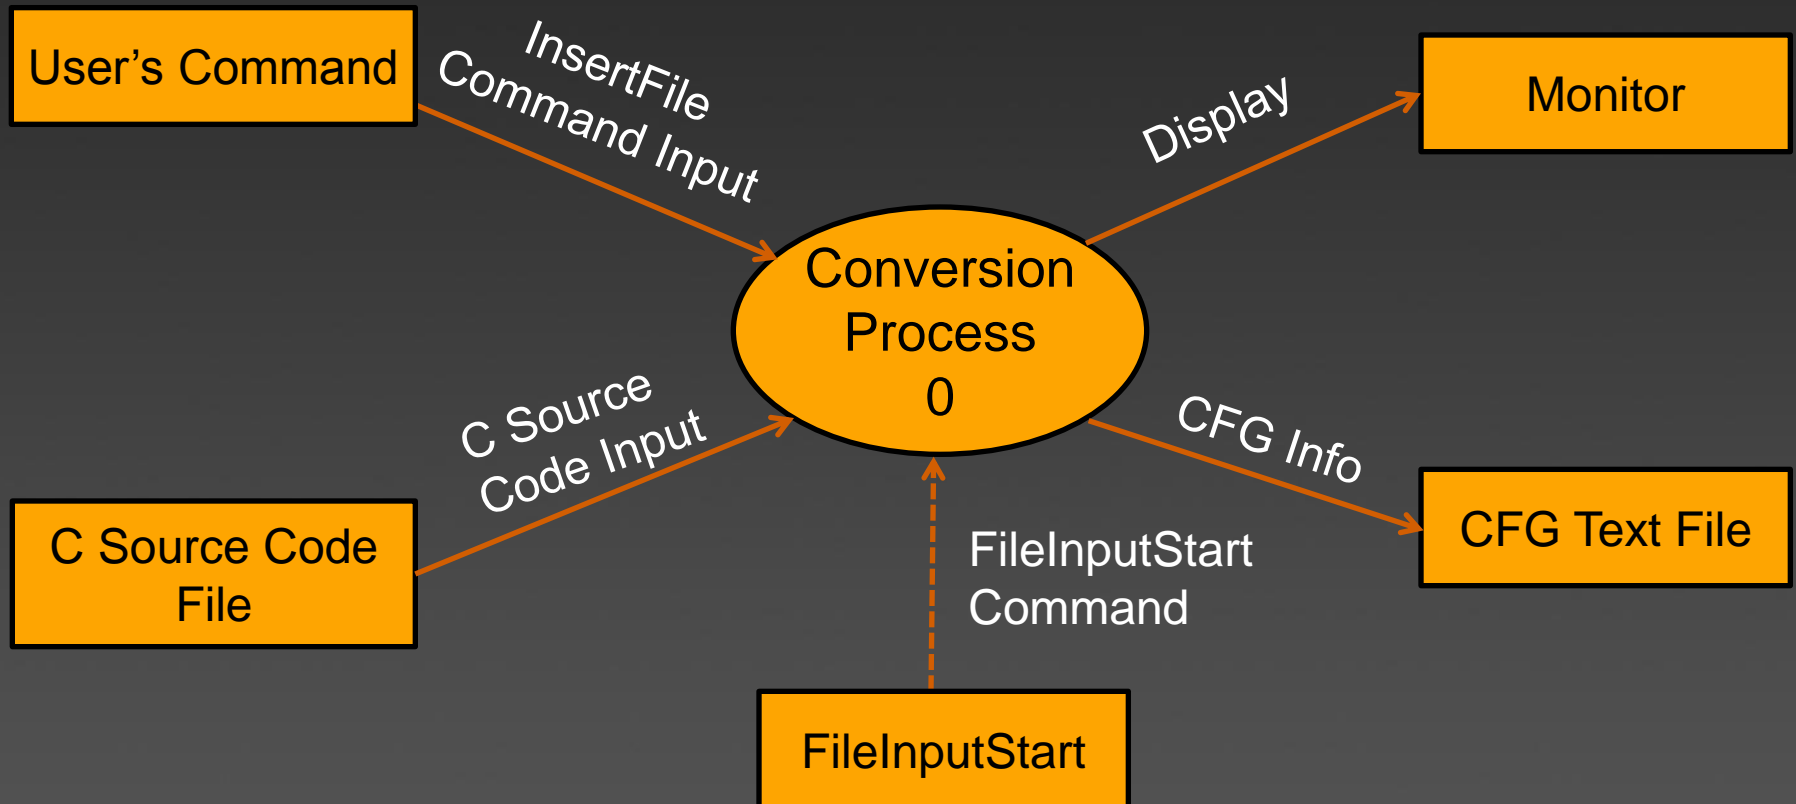 User's Command
InsertFile
Command Input
Display
Monitor
Conversion
Process
0
C Source
Code Input
CFG Info
C Source Code
File
FileInputStart
Command
CFG Text File
FileInputStart